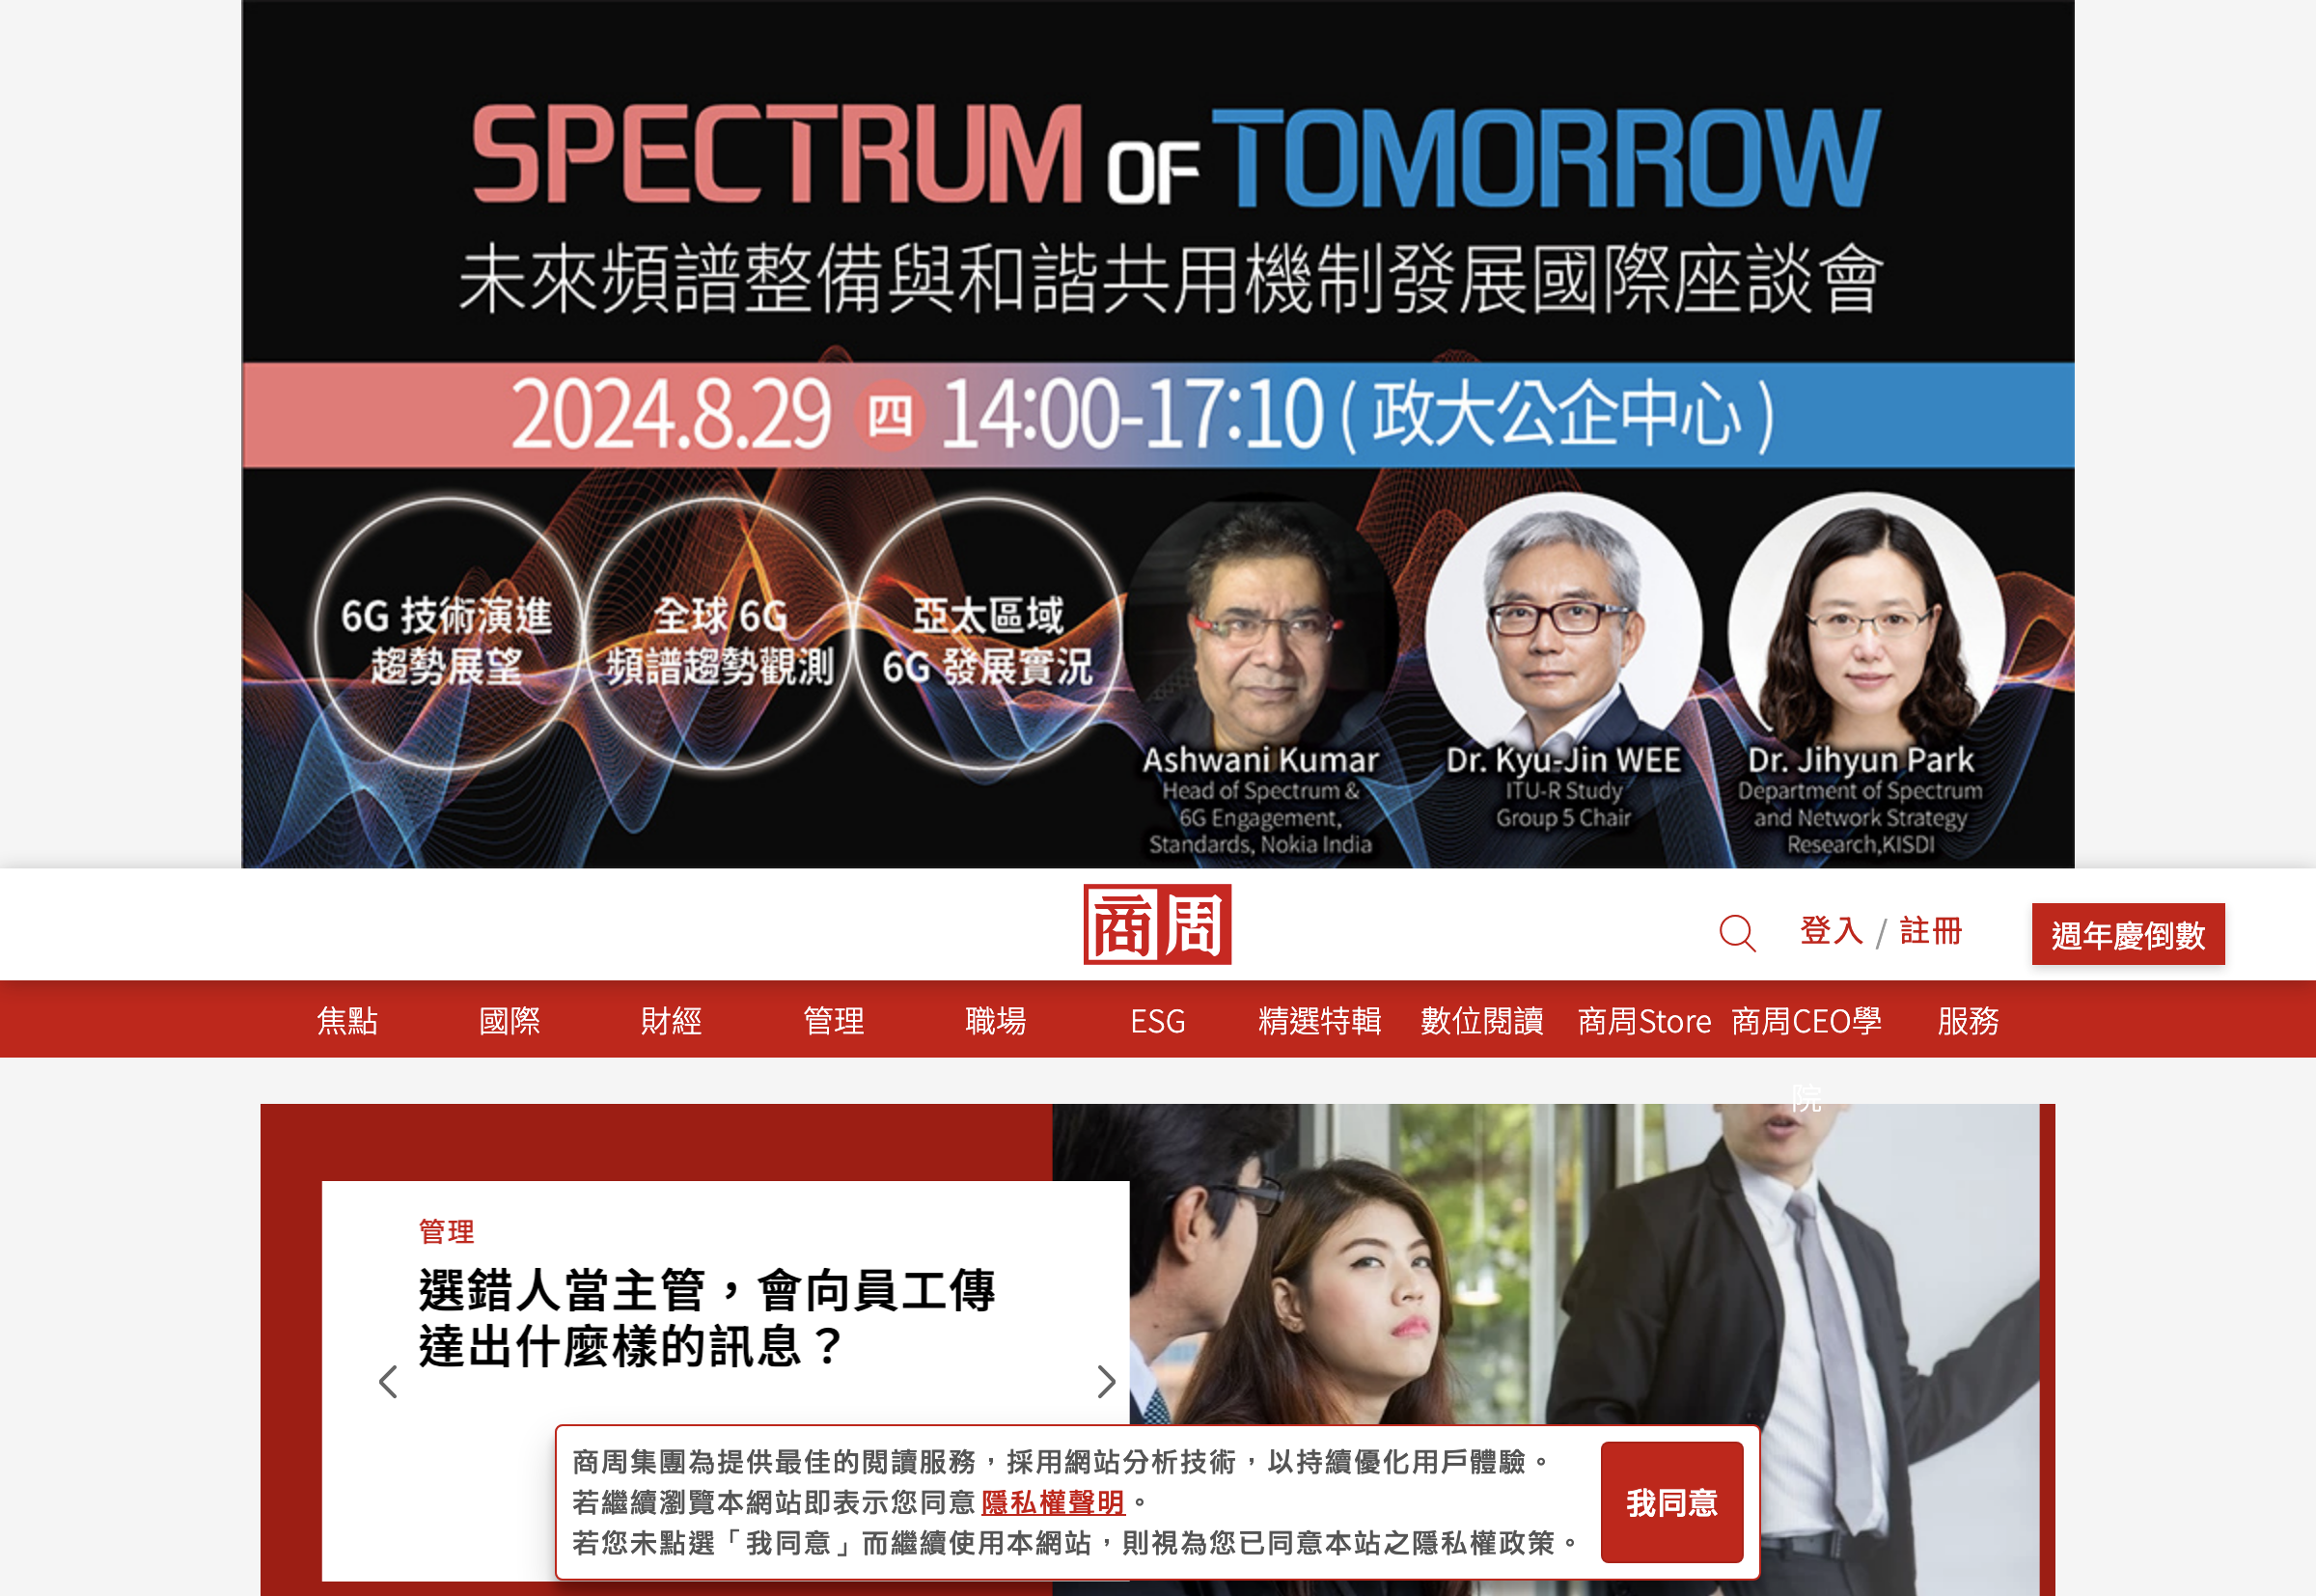 SPECTRUM OF TOMORROW
未來頻譜整備與和諧共用機制發展國際座談會
2024.8.29 四 14:00-17:10 ( 政大公企中心 )
6G 技術演進
趨勢展望
全球 6G
頻譜趨勢觀測
亞太區域
6G 發展實況
Ashwani Kumar
Head of Spectrum &
6G Engagement,
Standards, Nokia India
Dr. Kyu-Jin WEE
ITU-R Study
Group 5 Chair
Dr. Jihyun Park
Department of Spectrum
and Network Strategy
Research,KISDI
商周
登入 / 註冊
週年慶倒數
焦點 國際 財經 管理 職場 ESG 精選特輯 數位閱讀 商周Store 商周CEO學 服務
院
管理
選錯人當主管，會向員工傳
達出什麼樣的訊息？
商周集團為提供最佳的閱讀服務，採用網站分析技術，以持續優化用戶體驗。
若繼續瀏覽本網站即表示您同意 隱私權聲明。
若您未點選「我同意」而繼續使用本網站，則視為您已同意本站之隱私權政策。
我同意